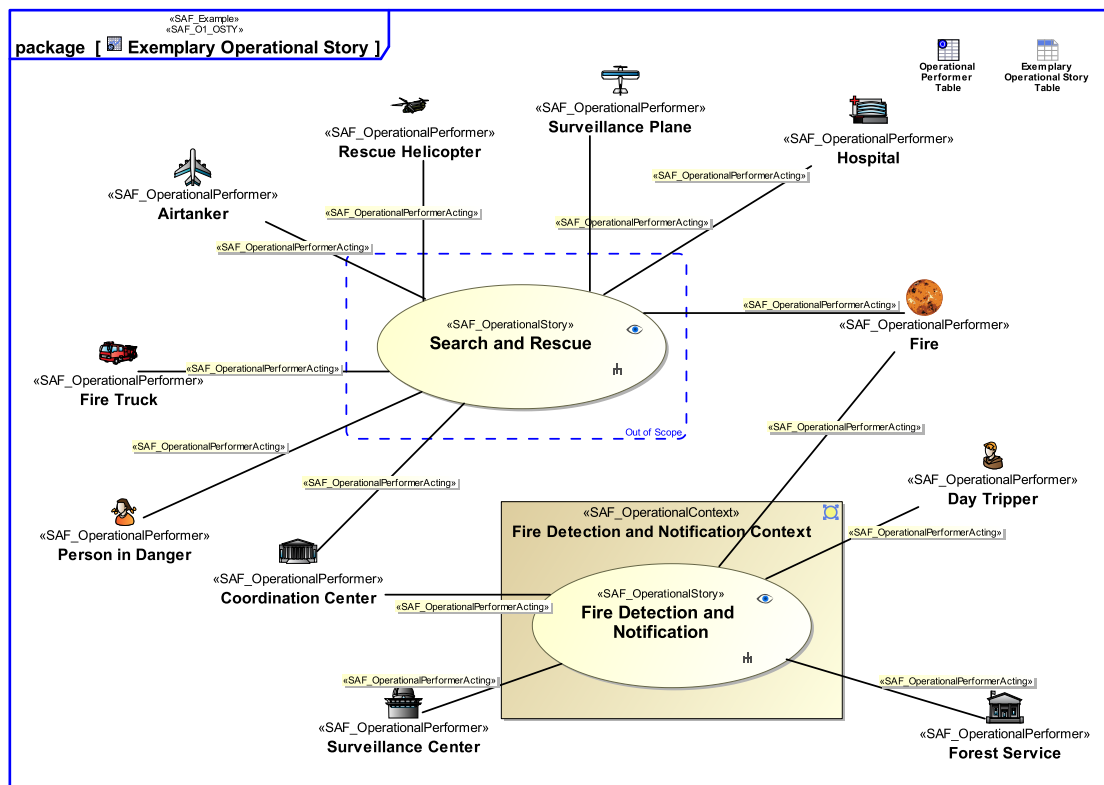 «SAF_Example»
«SAF_O1_OSTY»
package [ Exemplary Operational Story ]
Operational
Performer
Table
Exemplary
Operational Story
Table
«SAF_OperationalPerformer»
Surveillance Plane
«SAF_OperationalPerformer»
Rescue Helicopter
«SAF_OperationalPerformer»
Hospital
«SAF_OperationalPerformerActing»
«SAF_OperationalPerformer»
Airtanker
«SAF_OperationalPerformerActing»
«SAF_OperationalPerformerActing»
«SAF_OperationalPerformerActing»
«SAF_OperationalPerformerActing»
«SAF_OperationalPerformer»
Fire
«SAF_OperationalStory»
Search and Rescue
«SAF_OperationalPerformerActing»
«SAF_OperationalPerformer»
Fire Truck
Out of Scope
«SAF_OperationalPerformerActing»
«SAF_OperationalPerformerActing»
«SAF_OperationalPerformerActing»
«SAF_OperationalPerformer»
Day Tripper
«SAF_OperationalContext»
Fire Detection and Notification Context
«SAF_OperationalPerformerActing»
«SAF_OperationalPerformer»
Person in Danger
«SAF_OperationalPerformer»
Coordination Center
«SAF_OperationalPerformerActing»
«SAF_OperationalStory»
Fire Detection and
Notification
«SAF_OperationalPerformerActing»
«SAF_OperationalPerformerActing»
«SAF_OperationalPerformer»
Surveillance Center
«SAF_OperationalPerformer»
Forest Service